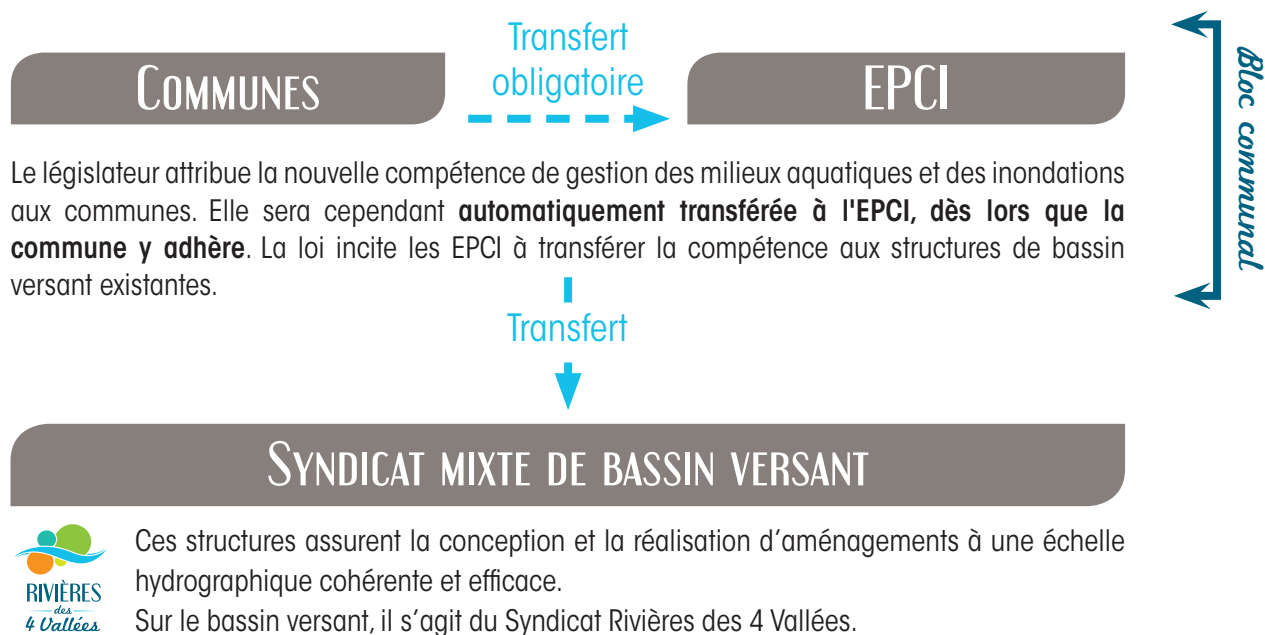 Transfert
obligatoire
COMMUNES
EPCI
Bloc communal
Le législateur attribue la nouvelle compétence de gestion des milieux aquatiques et des inondations
aux communes. Elle sera cependant automatiquement transférée à l'EPCI, dès lors que la
commune y adhère. La loi incite les EPCI à transférer la compétence aux structures de bassin
versant existantes.
Transfert
SYNDICAT MIXTE DE BASSIN VERSANT
Ces structures assurent la conception et la réalisation d’aménagements à une échelle
hydrographique cohérente et efficace.
Sur le bassin versant, il s’agit du Syndicat Rivières des 4 Vallées.
RIVIÈRES
des
4 Vallées